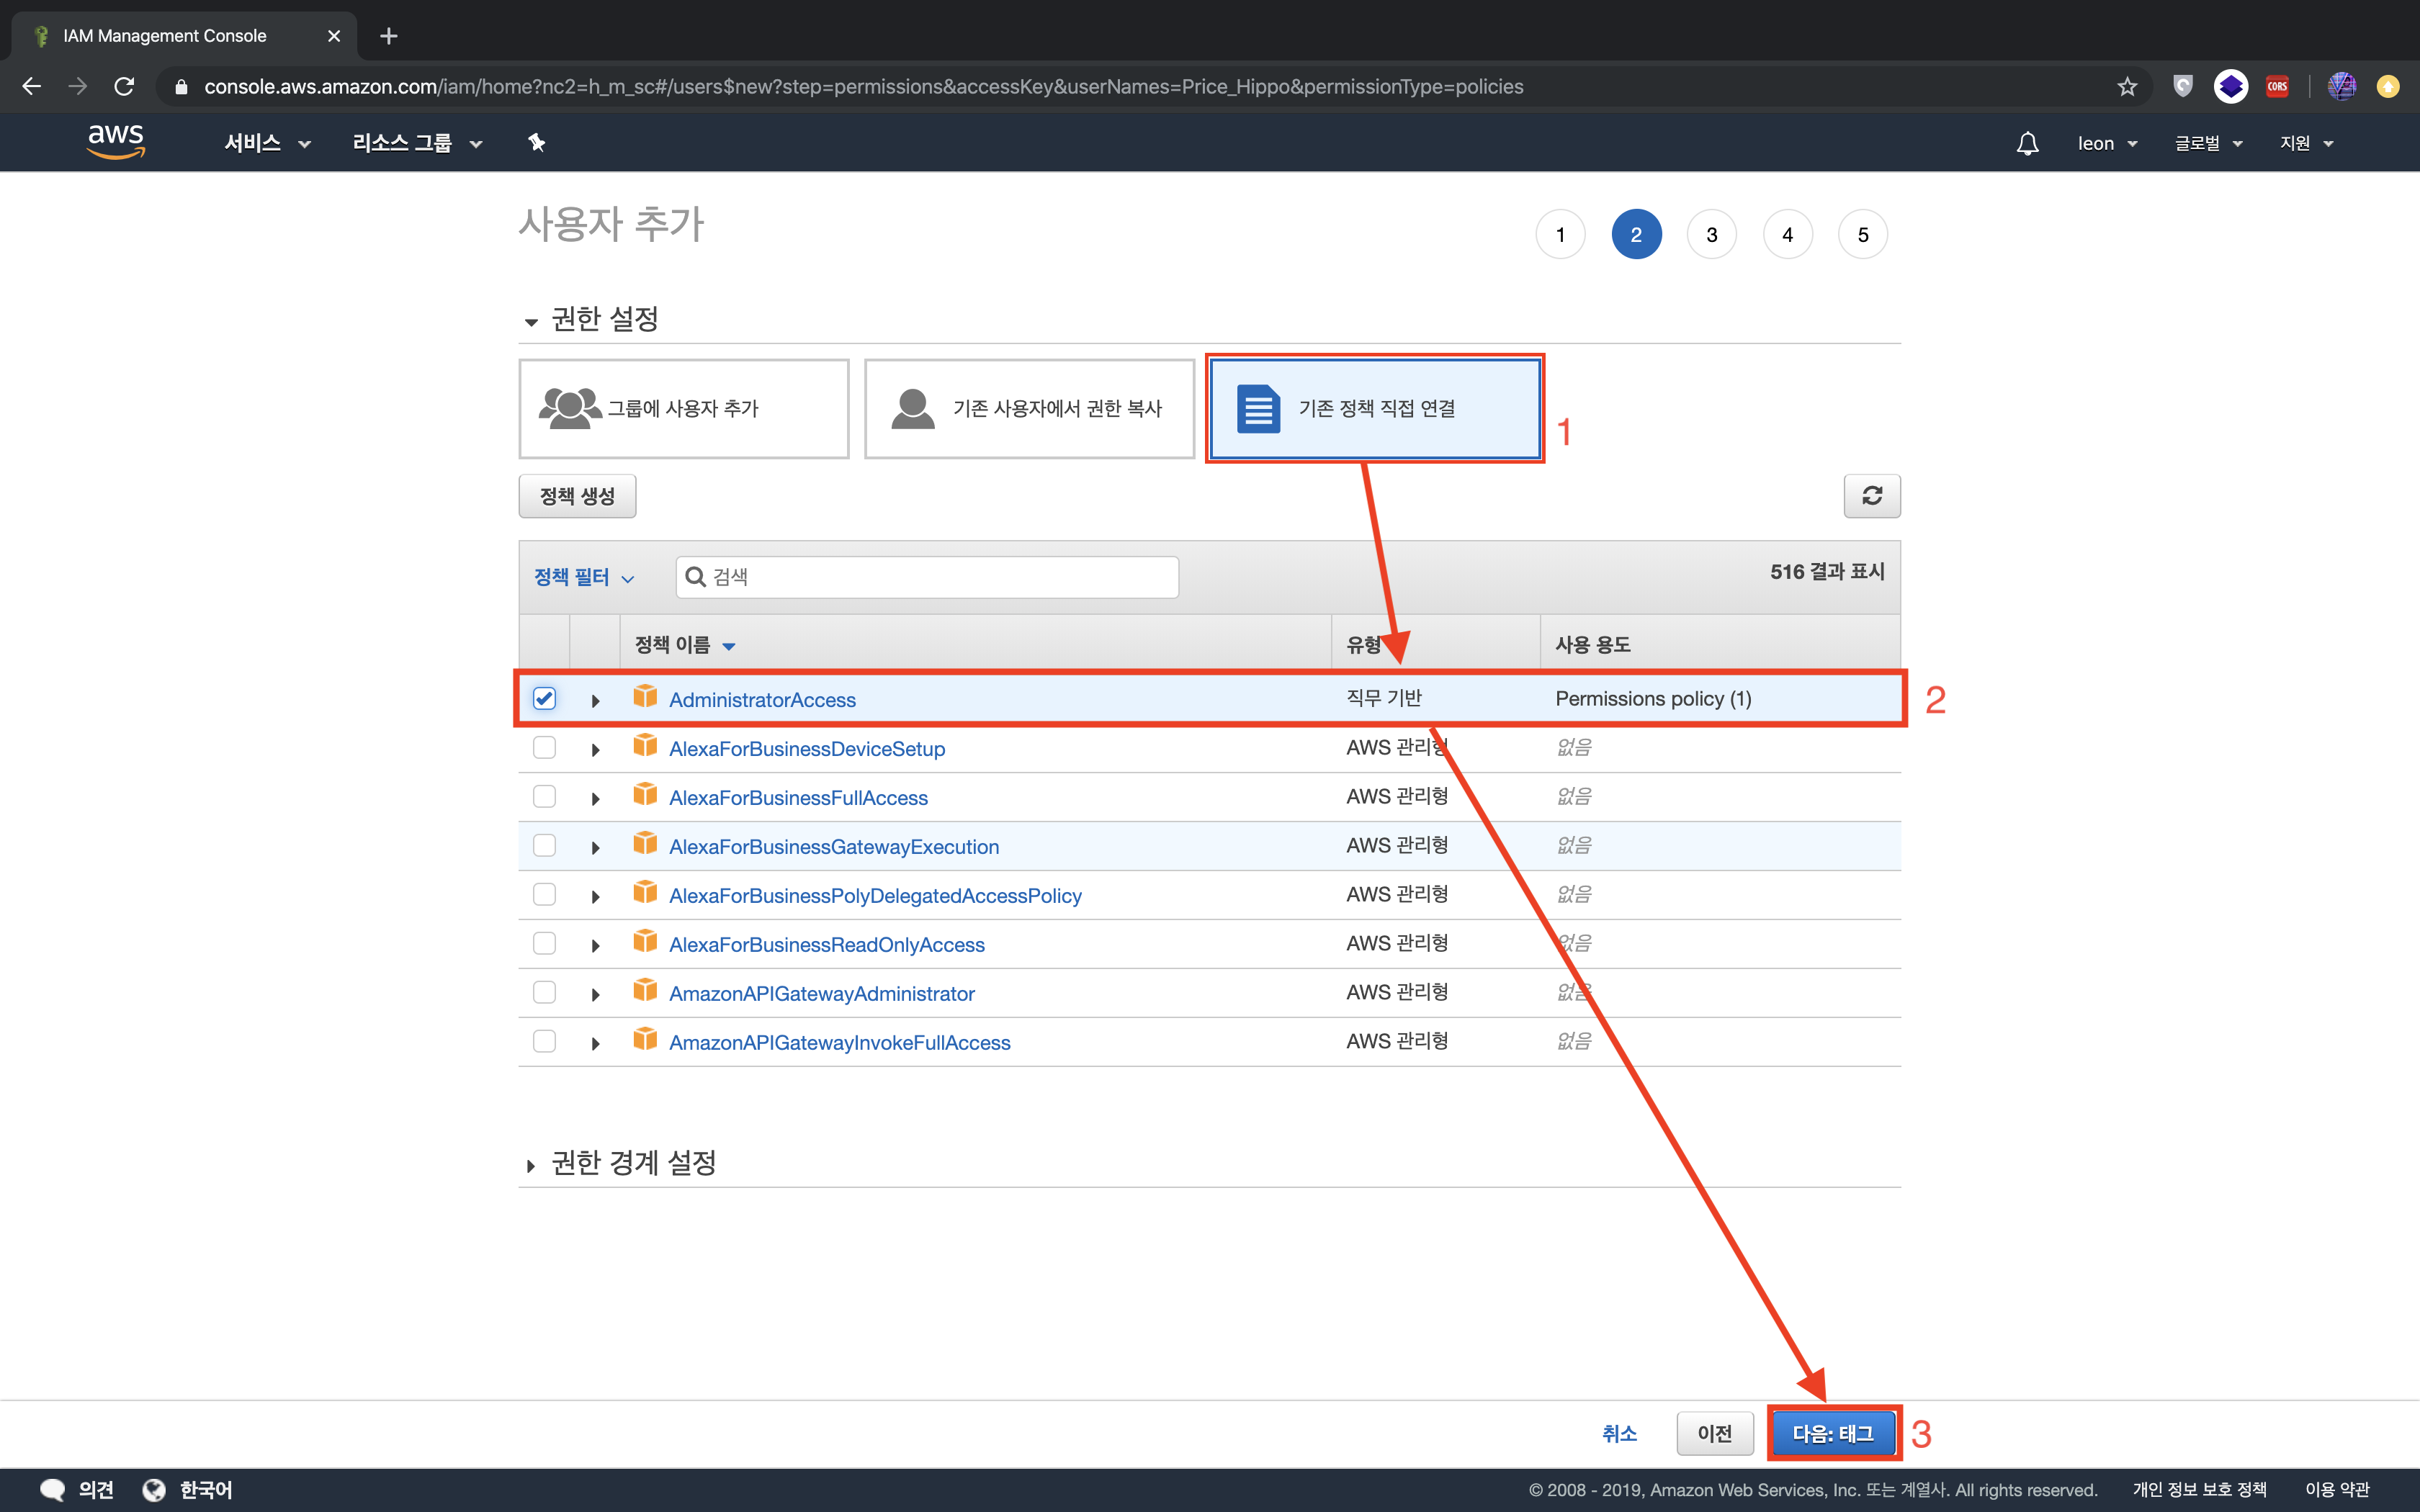 IAM Management Console
console.aws.amazon.com/iam/home?nc2=h_m_sc#/users$new?step=permissions&accessKey&userNames=Price_Hippo&permissionType=policies
CORS
aws 서비스 리소스 그룹 leon 글로벌 지원
사용자 추가 1 2 3 4 5
권한 설정
그룹에 사용자 추가 기존 사용자에서 권한 복사 기존 정책 직접 연결 1
정책 생성
정책 필터 검색 516 결과 표시
정책 이름 유형 사용 용도
AdministratorAccess 직무 기반 Permissions policy (1) 2
AlexaForBusinessDeviceSetup AWS 관리형 없음
AlexaForBusinessFullAccess AWS 관리형 없음
AlexaForBusinessGatewayExecution AWS 관리형 없음
AlexaForBusinessPolyDelegatedAccessPolicy AWS 관리형 없음
AlexaForBusinessReadOnlyAccess AWS 관리형 없음
AmazonAPIGatewayAdministrator AWS 관리형 없음
AmazonAPIGatewayInvokeFullAccess AWS 관리형 없음
권한 경계 설정
취소 이전 다음: 태그 3
의견 한국어 © 2008 - 2019, Amazon Web Services, Inc. 또는 계열사. All rights reserved. 개인 정보 보호 정책 이용 약관